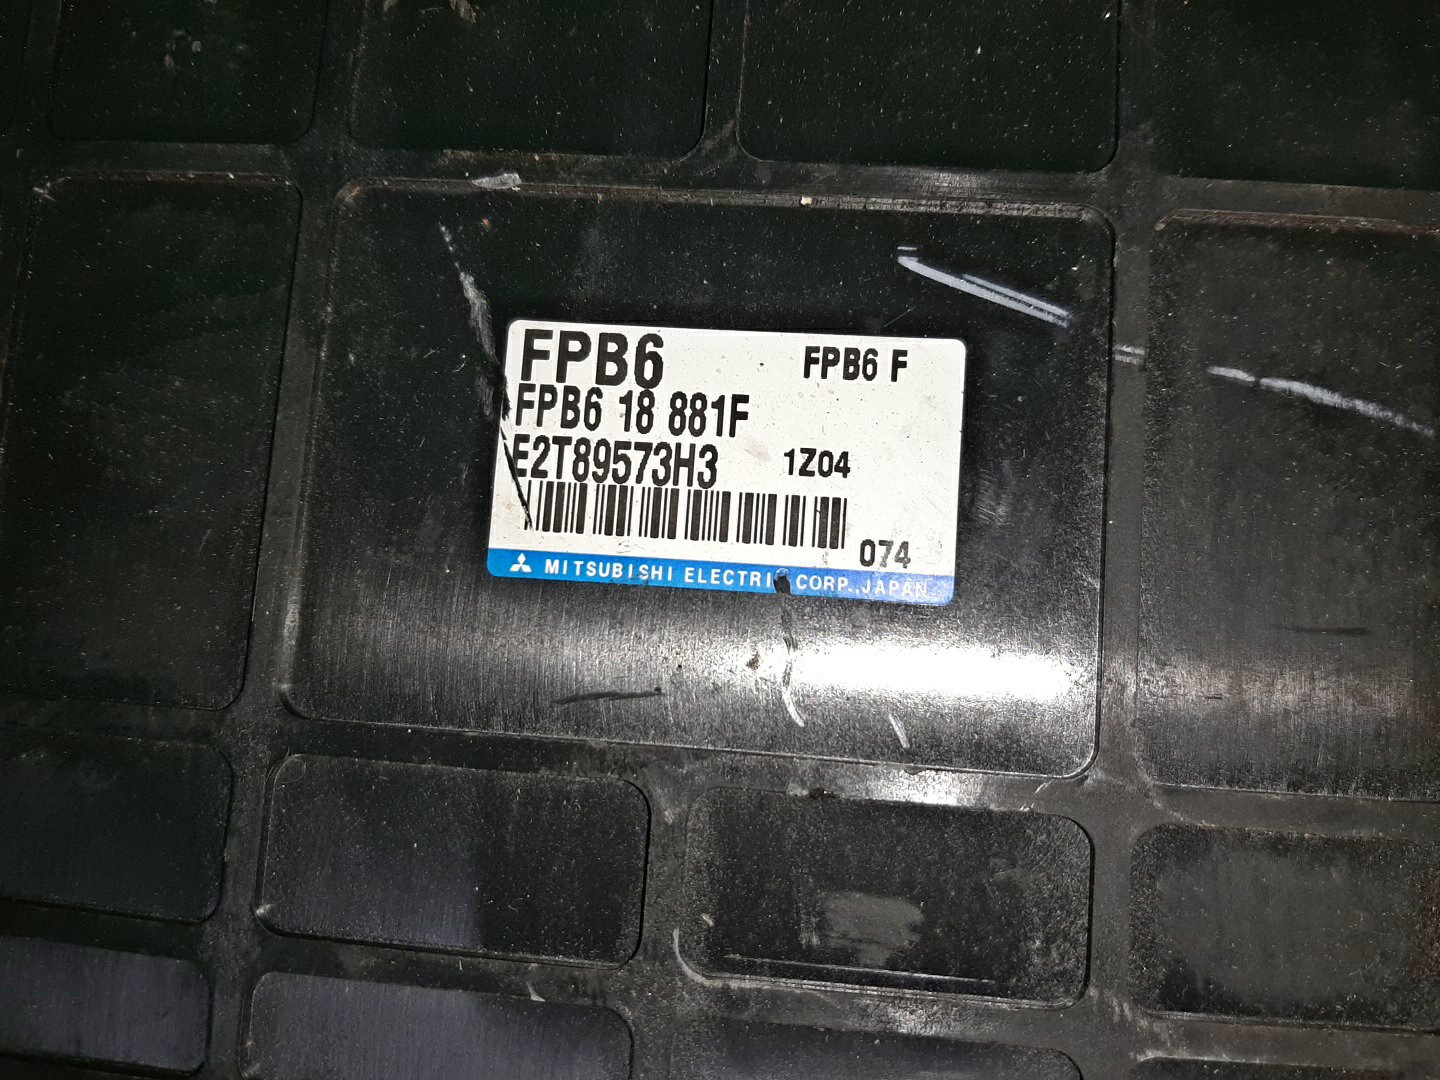 FPB6 FPB6 F
FPB6 18 881F
E2T89573H3 1Z04
074
MITSUBISHI ELECTRIC CORP.,JAPAN